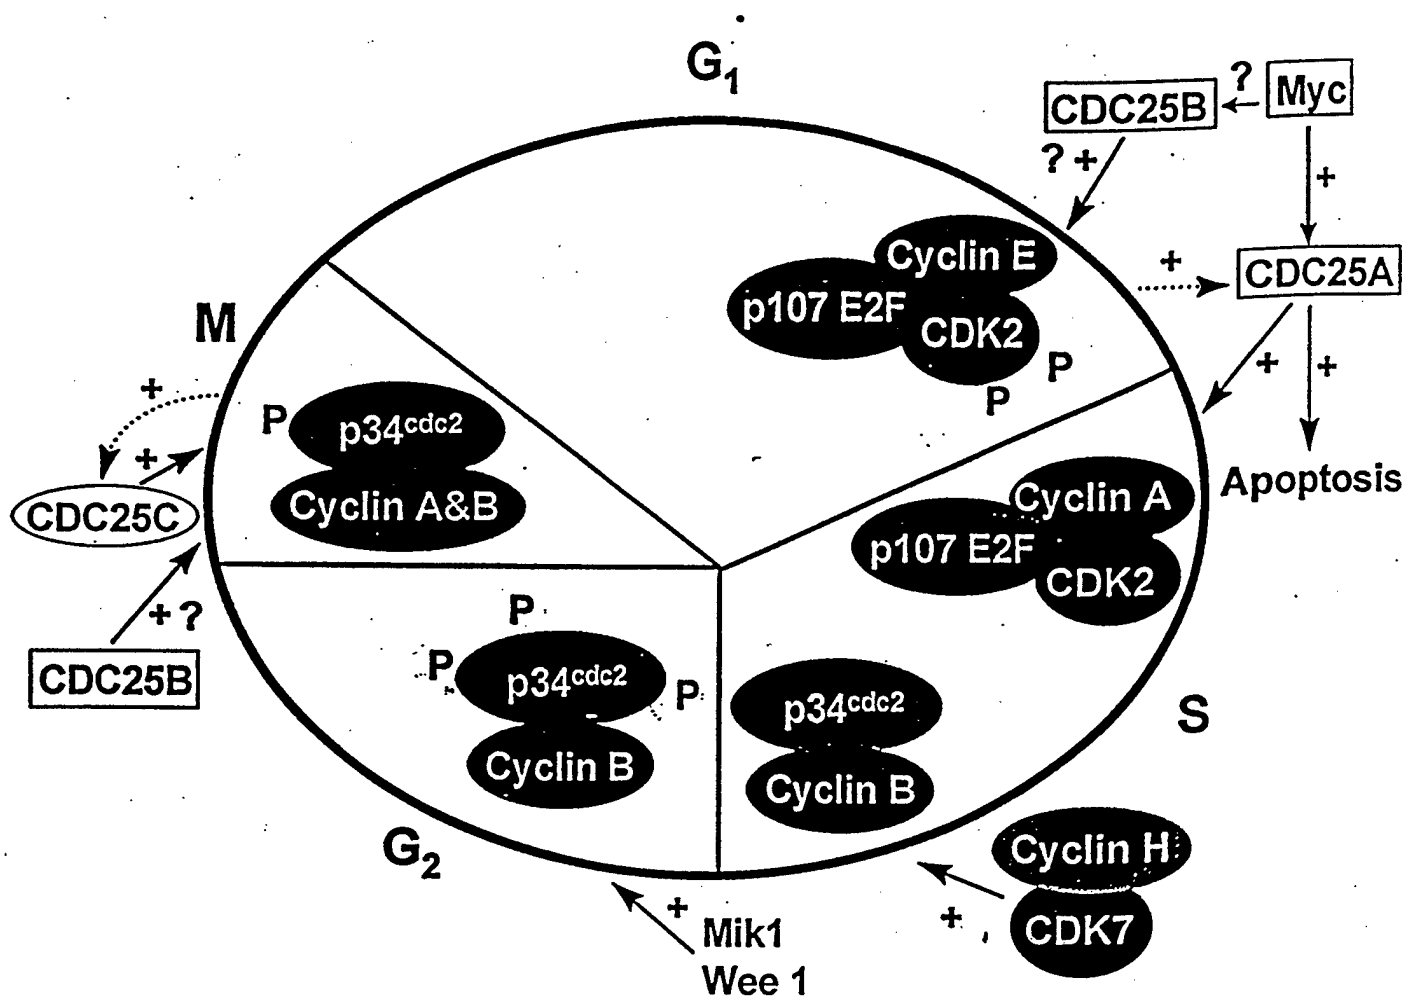 G1
CDC25B
?
Myc
? +
+
Cyclin E
p107 E2F
CDK2
P
P
+
CDC25A
+
+
Apoptosis
M
+
P
p34cdc2
Cyclin A&B
+
CDC25C
+ ?
CDC25B
Cyclin A
p107 E2F
CDK2
P
P
p34cdc2
P
Cyclin B
p34cdc2
Cyclin B
S
G2
Cyclin H
CDK7
+
+
Mik1
Wee 1